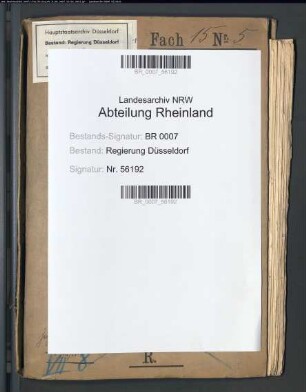 Hauptstaatsarchiv Düsseldorf
Bestand: Regierung Düsseldorf
Fach 15 No 5
BR_0007_56192
Landesarchiv NRW
Abteilung Rheinland
Bestands-Signatur: BR 0007
Bestand: Regierung Düsseldorf
Signatur: Nr. 56192
BR_0007_56192
R.